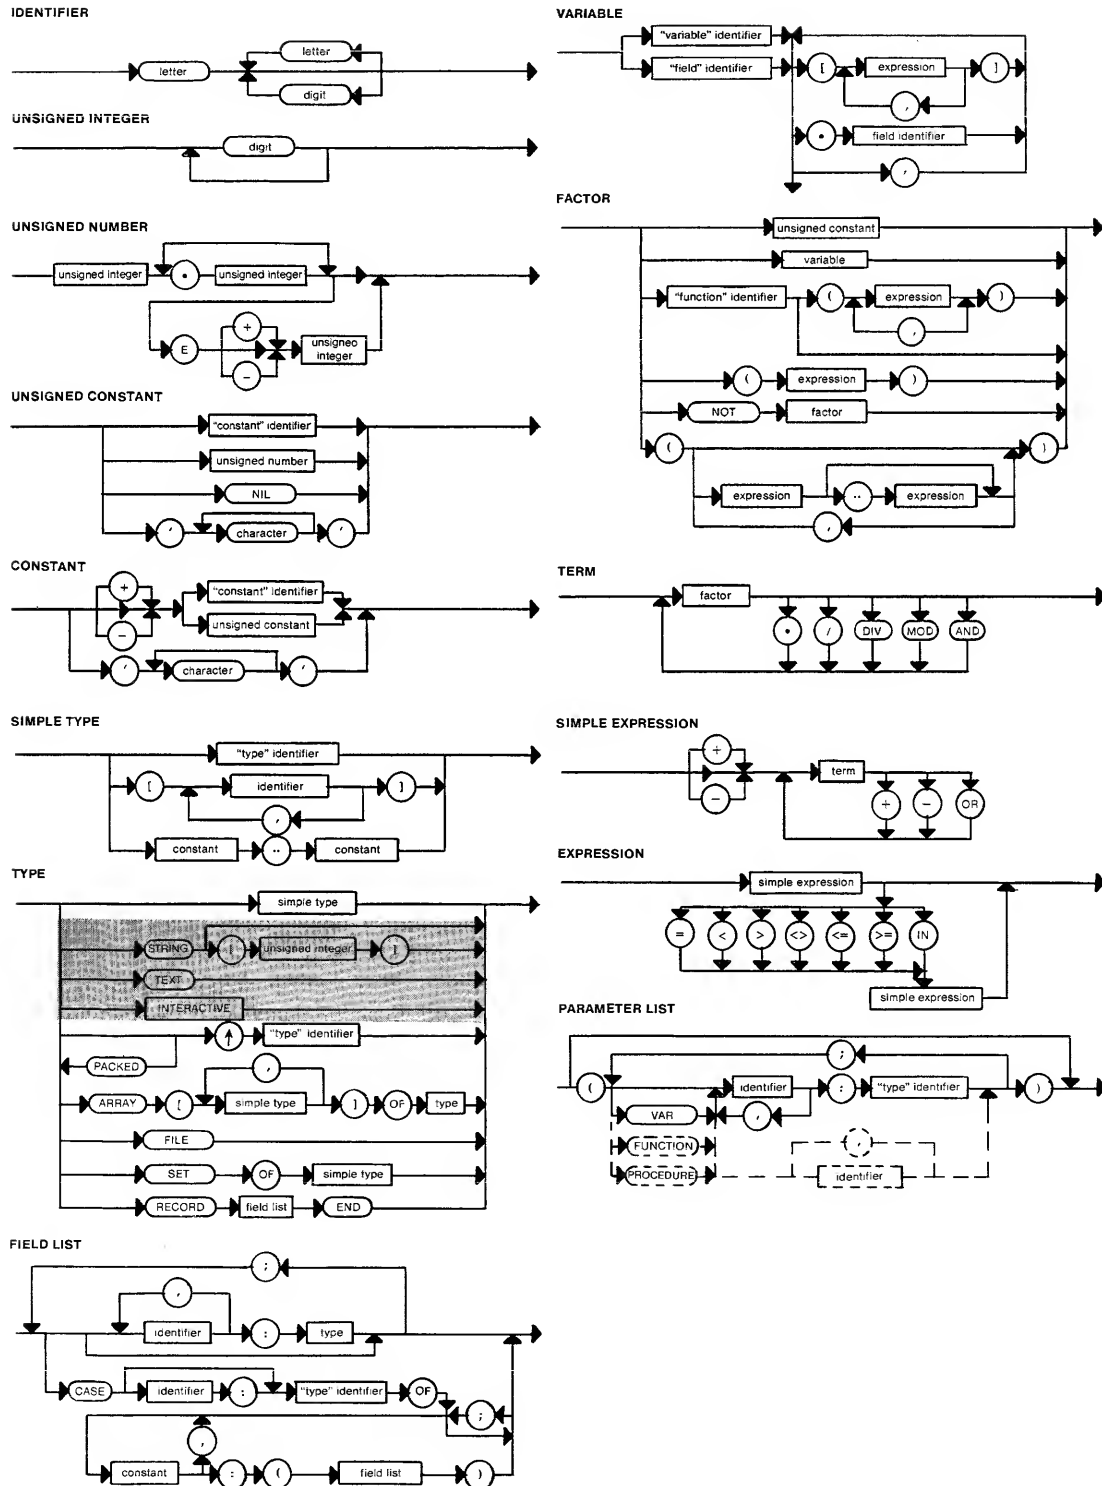 IDENTIFIER
letter
letter
digit
UNSIGNED INTEGER
digit
UNSIGNED NUMBER
unsigned integer
•
unsigned integer
E
+
−
unsigned
integer
UNSIGNED CONSTANT
"constant" identifier
unsigned number
NIL
'
character
'
CONSTANT
+
−
"constant" identifier
unsigned constant
'
character
'
SIMPLE TYPE
"type" identifier
[
identifier
]
,
constant
..
constant
TYPE
simple type
STRING
[
unsigned integer
]
TEXT
INTERACTIVE
↑
"type" identifier
PACKED
,
ARRAY
[
simple type
]
OF
type
FILE
SET
OF
simple type
RECORD
field list
END
FIELD LIST
;
,
identifier
:
type
CASE
identifier
:
"type" identifier
OF
;
,
constant
:
(
field list
)
VARIABLE
"variable" identifier
"field" identifier
[
expression
]
,
•
field identifier
,
FACTOR
unsigned constant
variable
"function" identifier
(
expression
)
,
(
expression
)
NOT
factor
(
)
expression
..
expression
,
TERM
factor
•
/
DIV
MOD
AND
SIMPLE EXPRESSION
+
−
term
+
−
OR
EXPRESSION
simple expression
=
<
>
<>
<=
>=
IN
simple expression
PARAMETER LIST
;
(
identifier
:
"type" identifier
)
VAR
,
FUNCTION
,
PROCEDURE
identifier